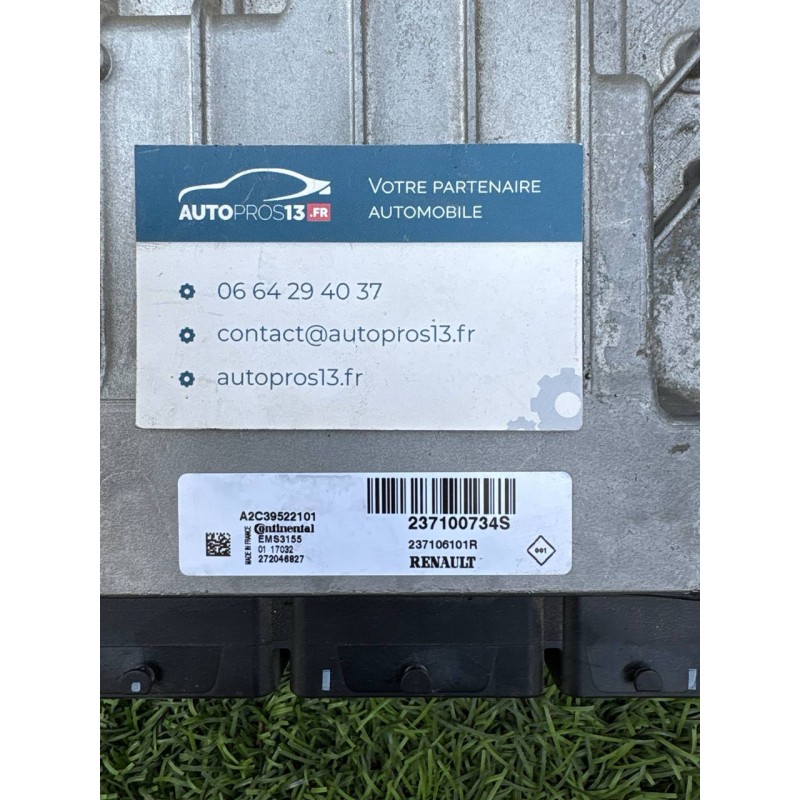 AUTOPROS13.FR
VOTRE PARTENAIRE
AUTOMOBILE
06 64 29 40 37
contact@autopros13.fr
autopros13.fr
A2C39522101
Continental
EMS3155
01 17032
272046827
MADE IN FRANCE
237100734S
237106101R
RENAULT
001